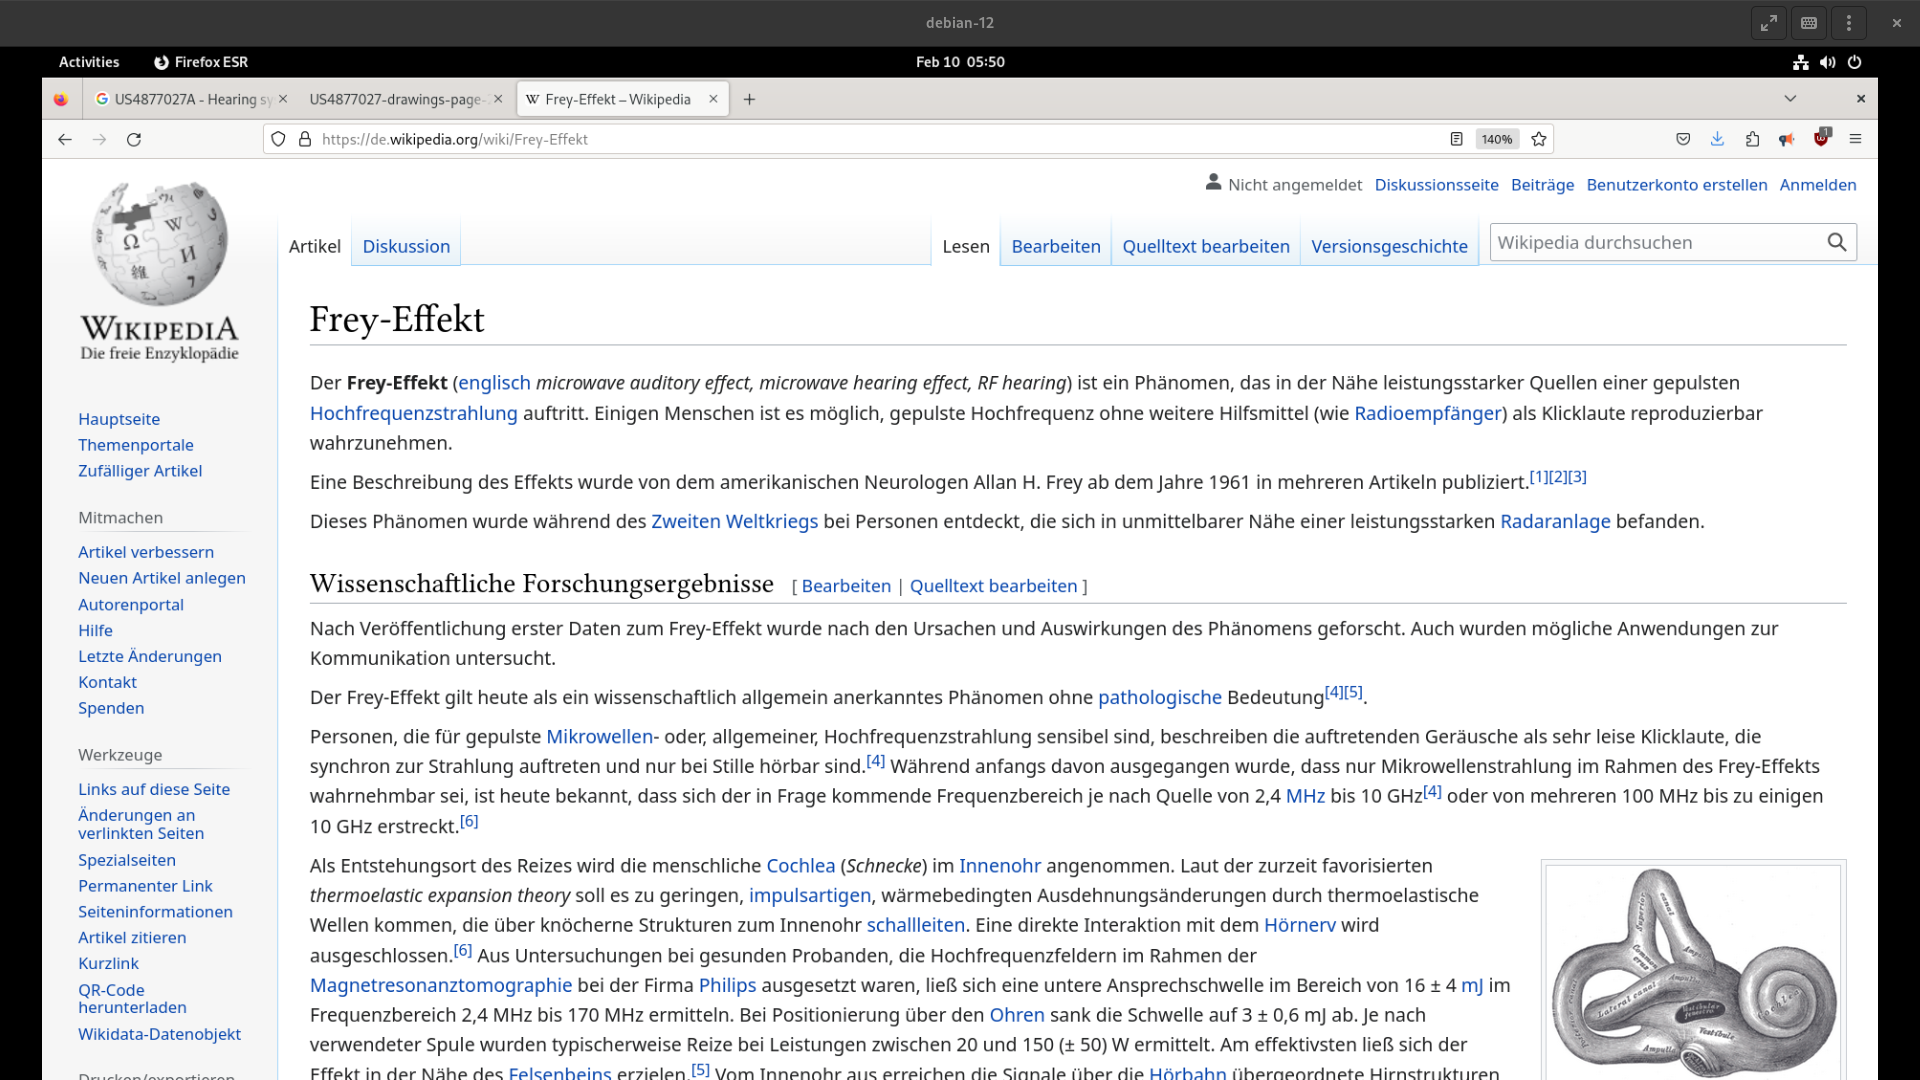 debian-12
Activities
Firefox ESR
Feb 10 05:50
US4877027A - Hearing sy
US4877027-drawings-page-
W Frey-Effekt – Wikipedia
https://de.wikipedia.org/wiki/Frey-Effekt
140%
1
Nicht angemeldet Diskussionsseite Beiträge Benutzerkonto erstellen Anmelden
Artikel Diskussion Lesen Bearbeiten Quelltext bearbeiten Versionsgeschichte Wikipedia durchsuchen
WIKIPEDIA
Die freie Enzyklopädie
Hauptseite
Themenportale
Zufälliger Artikel
Mitmachen
Artikel verbessern
Neuen Artikel anlegen
Autorenportal
Hilfe
Letzte Änderungen
Kontakt
Spenden
Werkzeuge
Links auf diese Seite
Änderungen an
verlinkten Seiten
Spezialseiten
Permanenter Link
Seiteninformationen
Artikel zitieren
Kurzlink
QR-Code
herunterladen
Wikidata-Datenobjekt
Drucken/exportieren
Frey-Effekt
Der Frey-Effekt (englisch microwave auditory effect, microwave hearing effect, RF hearing) ist ein Phänomen, das in der Nähe leistungsstarker Quellen einer gepulsten
Hochfrequenzstrahlung auftritt. Einigen Menschen ist es möglich, gepulste Hochfrequenz ohne weitere Hilfsmittel (wie Radioempfänger) als Klicklaute reproduzierbar
wahrzunehmen.
Eine Beschreibung des Effekts wurde von dem amerikanischen Neurologen Allan H. Frey ab dem Jahre 1961 in mehreren Artikeln publiziert.[1][2][3]
Dieses Phänomen wurde während des Zweiten Weltkriegs bei Personen entdeckt, die sich in unmittelbarer Nähe einer leistungsstarken Radaranlage befanden.
Wissenschaftliche Forschungsergebnisse [ Bearbeiten | Quelltext bearbeiten ]
Nach Veröffentlichung erster Daten zum Frey-Effekt wurde nach den Ursachen und Auswirkungen des Phänomens geforscht. Auch wurden mögliche Anwendungen zur
Kommunikation untersucht.
Der Frey-Effekt gilt heute als ein wissenschaftlich allgemein anerkanntes Phänomen ohne pathologische Bedeutung[4][5].
Personen, die für gepulste Mikrowellen- oder, allgemeiner, Hochfrequenzstrahlung sensibel sind, beschreiben die auftretenden Geräusche als sehr leise Klicklaute, die
synchron zur Strahlung auftreten und nur bei Stille hörbar sind.[4] Während anfangs davon ausgegangen wurde, dass nur Mikrowellenstrahlung im Rahmen des Frey-Effekts
wahrnehmbar sei, ist heute bekannt, dass sich der in Frage kommende Frequenzbereich je nach Quelle von 2,4 MHz bis 10 GHz[4] oder von mehreren 100 MHz bis zu einigen
10 GHz erstreckt.[6]
Als Entstehungsort des Reizes wird die menschliche Cochlea (Schnecke) im Innenohr angenommen. Laut der zurzeit favorisierten
thermoelastic expansion theory soll es zu geringen, impulsartigen, wärmebedingten Ausdehnungsänderungen durch thermoelastische
Wellen kommen, die über knöcherne Strukturen zum Innenohr schallleiten. Eine direkte Interaktion mit dem Hörnerv wird
ausgeschlossen.[6] Aus Untersuchungen bei gesunden Probanden, die Hochfrequenzfeldern im Rahmen der
Magnetresonanztomographie bei der Firma Philips ausgesetzt waren, ließ sich eine untere Ansprechschwelle im Bereich von 16 ± 4 mJ im
Frequenzbereich 2,4 MHz bis 170 MHz ermitteln. Bei Positionierung über den Ohren sank die Schwelle auf 3 ± 0,6 mJ ab. Je nach
verwendeter Spule wurden typischerweise Reize bei Leistungen zwischen 20 und 150 (± 50) W ermittelt. Am effektivsten ließ sich der
Effekt in der Nähe des Felsenbeins erzielen.[5] Vom Innenohr aus erreichen die Signale über die Hörbahn übergeordnete Hirnstrukturen
Superior canal
Lateral canal
Ampulla
Vestibule
Cochlea